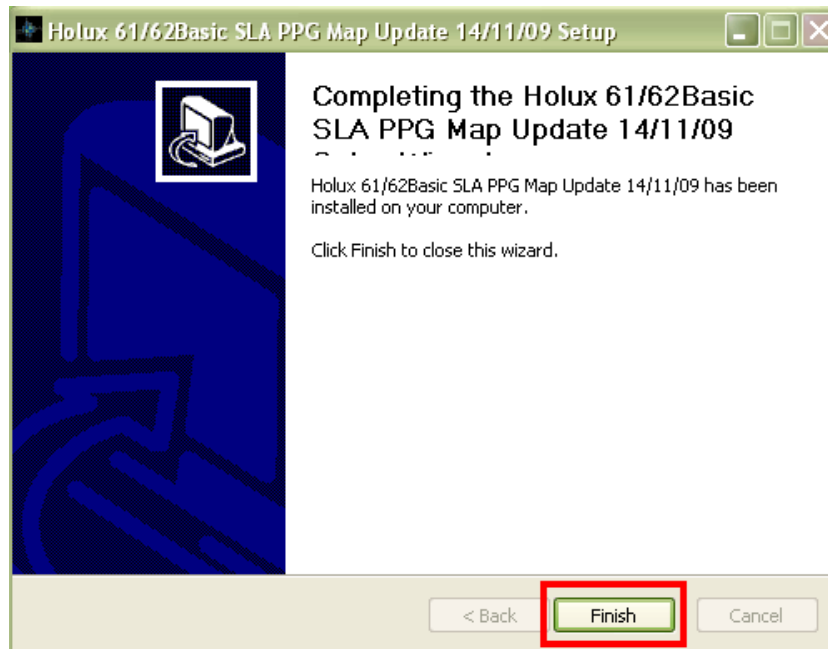 Holux 61/62Basic SLA PPG Map Update 14/11/09 Setup
Completing the Holux 61/62Basic
SLA PPG Map Update 14/11/09
Holux 61/62Basic SLA PPG Map Update 14/11/09 has been
installed on your computer.
Click Finish to close this wizard.
< Back
Finish
Cancel